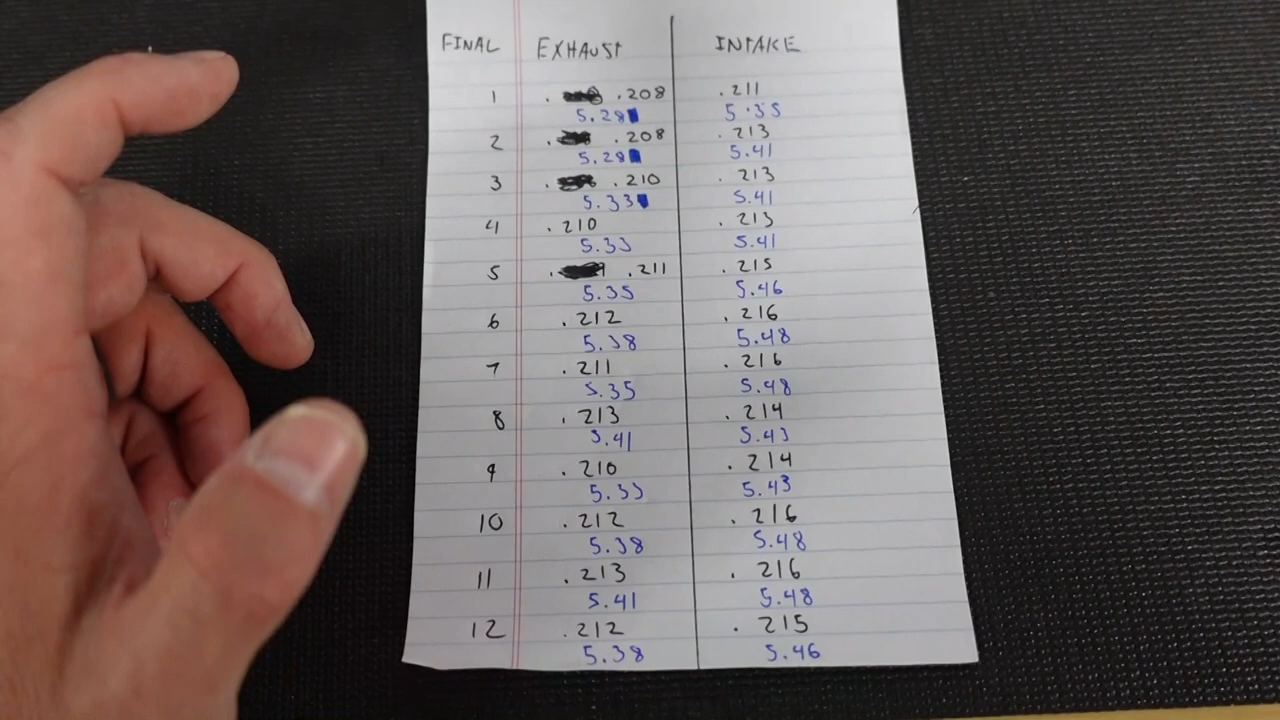 FINAL EXHAUST INTAKE
1 . .208 .211
5.28 5.35
2 . .208 .213
5.28 5.41
3 . .210 .213
5.33 5.41
4 .210 .213
5.33 5.41
5 . .211 .215
5.35 5.46
6 .212 .216
5.38 5.48
7 .211 .216
5.35 5.48
8 .213 .214
5.41 5.43
9 .210 .214
5.33 5.43
10 .212 .216
5.38 5.48
11 .213 .216
5.41 5.48
12 .212 .215
5.38 5.46